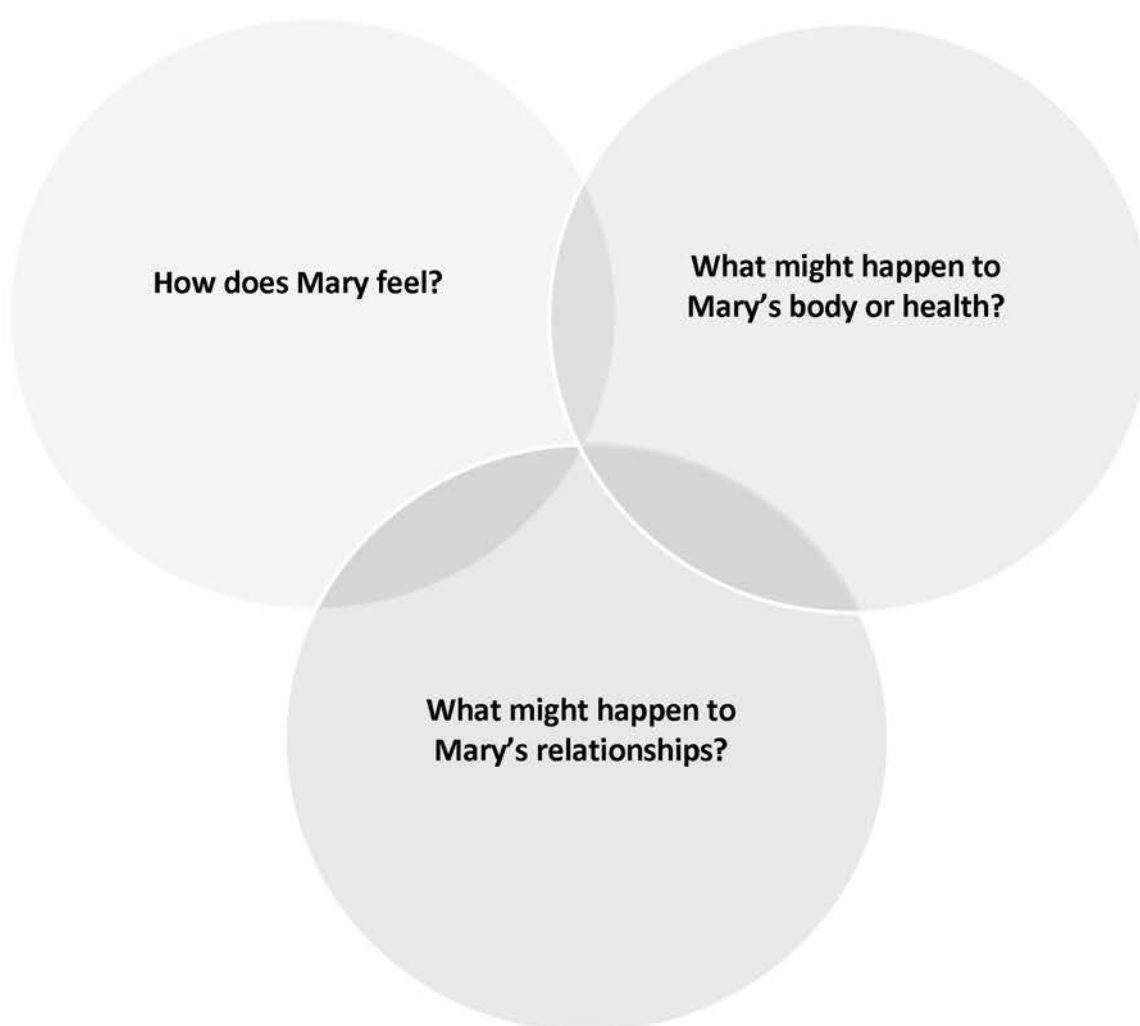 How does Mary feel?
What might happen to
Mary’s body or health?
What might happen to
Mary’s relationships?